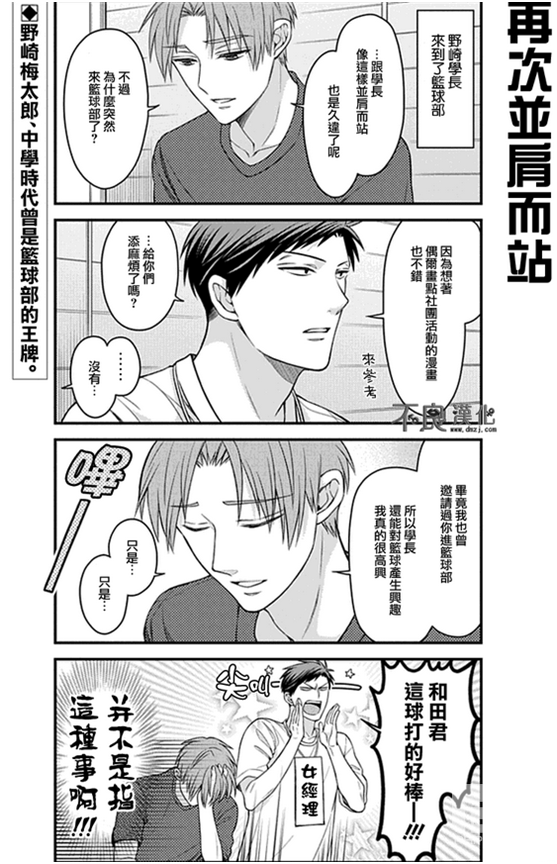 再次並肩而站
◆野崎梅太郎、中學時代曾是籃球部的王牌。
野崎學長
來到了籃球部
…跟學長
像這樣並肩而站
也是久違了呢
不過
為什麼突然
來籃球部了？
因為想著
偶爾畫點社團活動的漫畫
也不錯
來參考
…給你們
添麻煩了嗎？
……
沒有…
不良漢化
www.dmzj.com
畢竟我也曾
邀請過你進籃球部
所以學長
還能對籃球產生興趣
我真的很高興
只是…
只是…
嗶——
和田君
這球打的好棒—!!!
尖叫——
女經理
并不是指
這種事啊!!!